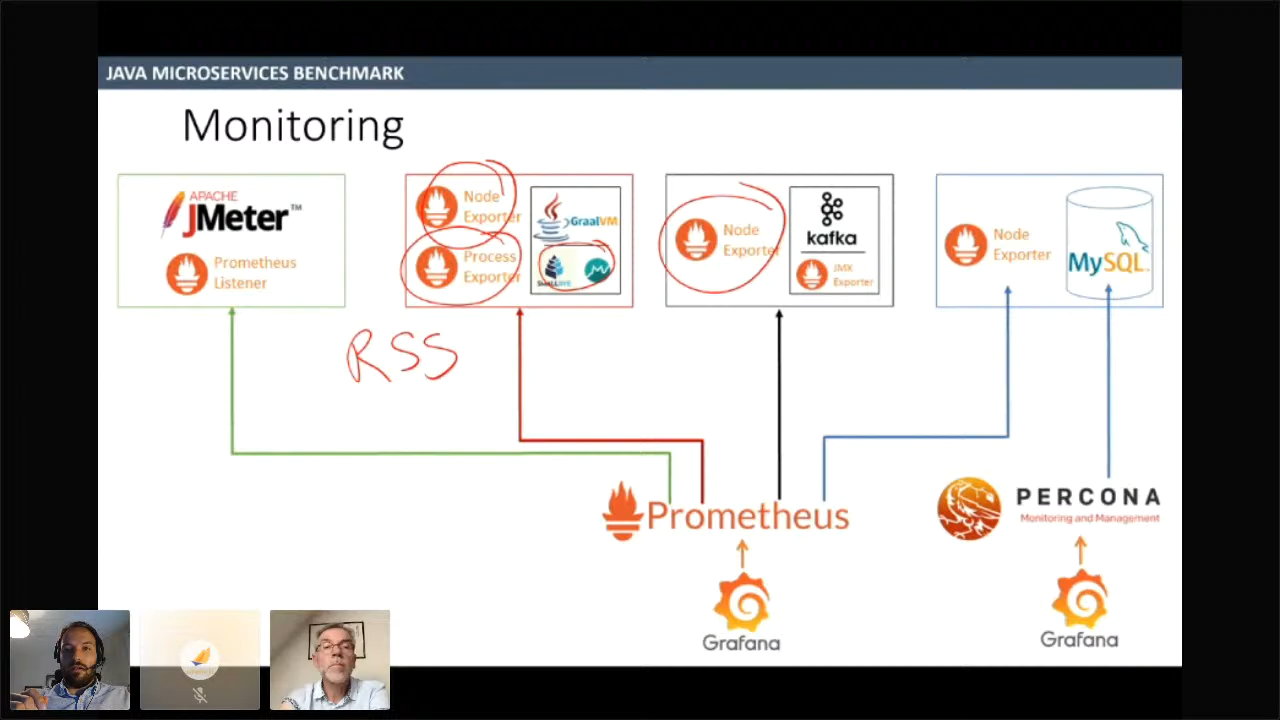 JAVA MICROSERVICES BENCHMARK
Monitoring
APACHE
JMeter™
Prometheus
Listener
Node
Exporter
Process
Exporter
GraalVM
SMALLRYE
Node
Exporter
kafka
JMX
Exporter
Node
Exporter
MySQL
RSS
Prometheus
PERCONA
Monitoring and Management
Grafana
Grafana